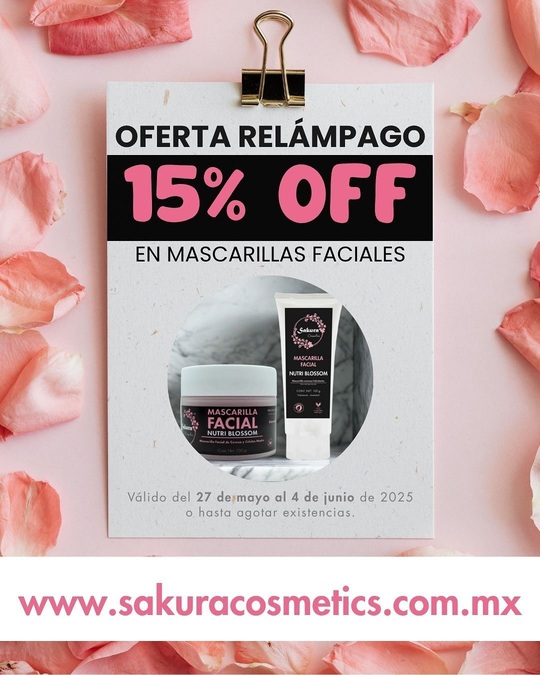 OFERTA RELÁMPAGO
15% OFF
EN MASCARILLAS FACIALES
Sakura
MASCARILLA
FACIAL
NUTRI BLOSSOM
MASCARILLA
FACIAL
NUTRI BLOSSOM
Válido del 27 de mayo al 4 de junio de 2025
o hasta agotar existencias.
www.sakuracosmetics.com.mx